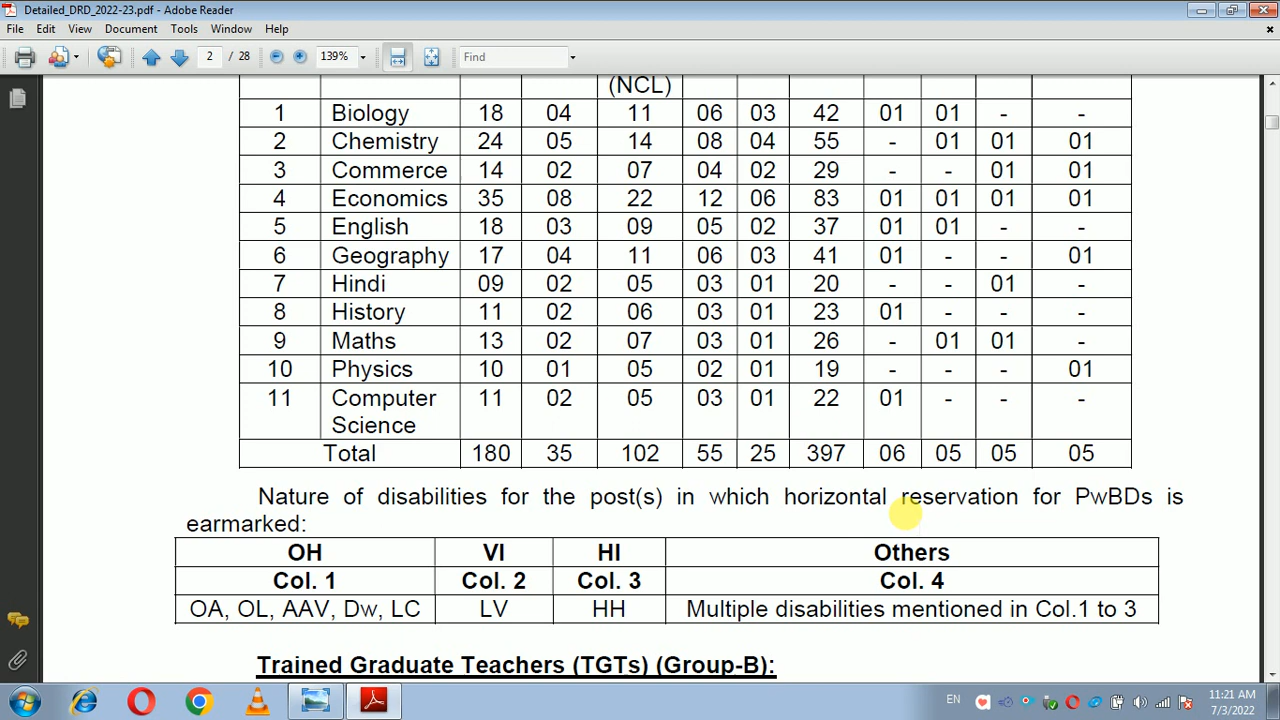 Detailed_DRD_2022-23.pdf - Adobe Reader
File Edit View Document Tools Window Help
2 / 28 139% Find
(NCL)
1 Biology 18 04 11 06 03 42 01 01 - -
2 Chemistry 24 05 14 08 04 55 - 01 01 01
3 Commerce 14 02 07 04 02 29 - - 01 01
4 Economics 35 08 22 12 06 83 01 01 01 01
5 English 18 03 09 05 02 37 01 01 - -
6 Geography 17 04 11 06 03 41 01 - - 01
7 Hindi 09 02 05 03 01 20 - - 01 -
8 History 11 02 06 03 01 23 01 - - -
9 Maths 13 02 07 03 01 26 - 01 01 -
10 Physics 10 01 05 02 01 19 - - - 01
11 Computer 11 02 05 03 01 22 01 - - -
Science
Total 180 35 102 55 25 397 06 05 05 05
Nature of disabilities for the post(s) in which horizontal reservation for PwBDs is
earmarked:
OH VI HI Others
Col. 1 Col. 2 Col. 3 Col. 4
OA, OL, AAV, Dw, LC LV HH Multiple disabilities mentioned in Col.1 to 3
Trained Graduate Teachers (TGTs) (Group-B):
EN 11:21 AM
7/3/2022